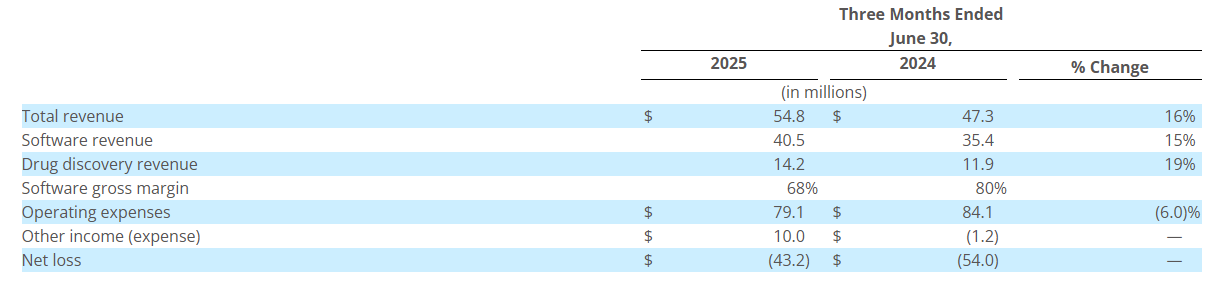 Three Months Ended
June 30,
2025 2024 % Change
(in millions)
Total revenue $ 54.8 $ 47.3 16%
Software revenue 40.5 35.4 15%
Drug discovery revenue 14.2 11.9 19%
Software gross margin 68% 80%
Operating expenses $ 79.1 $ 84.1 (6.0)%
Other income (expense) $ 10.0 $ (1.2) —
Net loss $ (43.2) $ (54.0) —